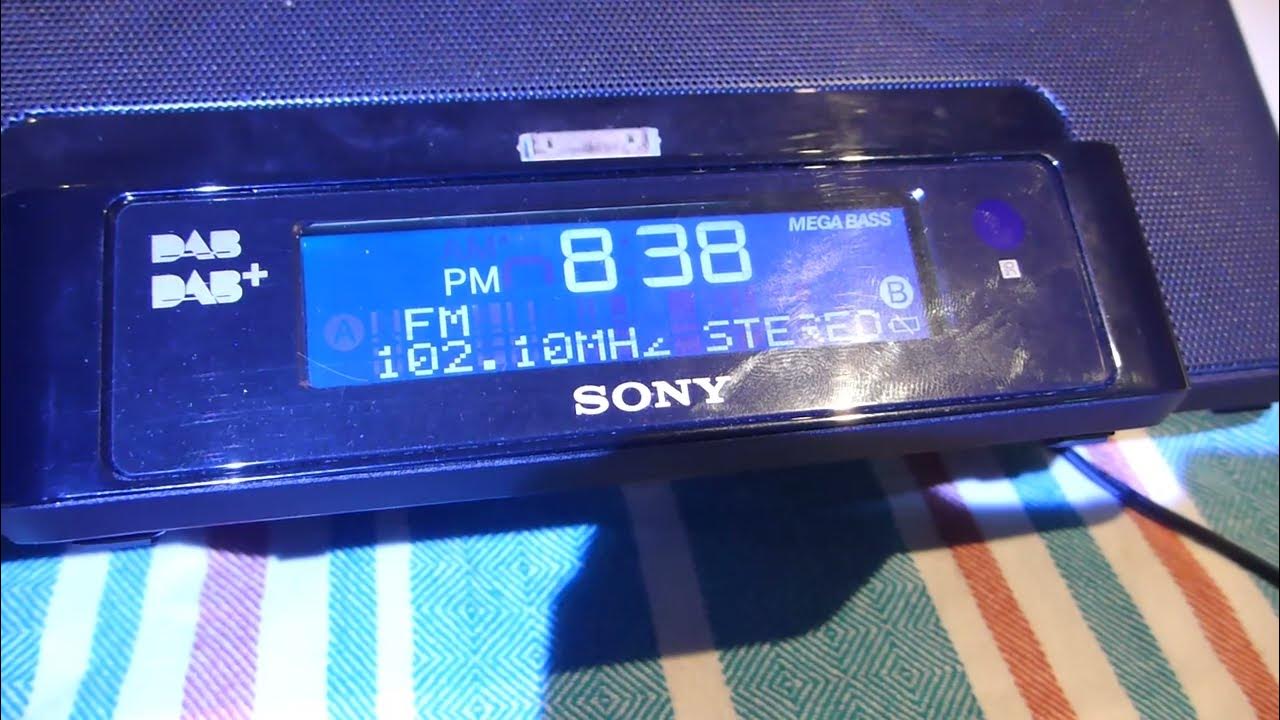 DAB
DAB+
MEGA BASS
PM 838
A
B
FM
102.10MHz STEREO
SONY